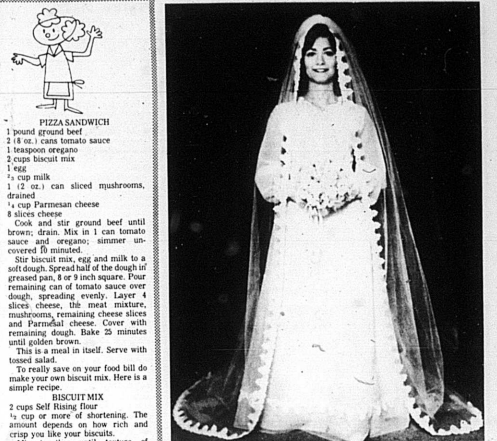 PIZZA SANDWICH
1 pound ground beef
2 (8 oz.) cans tomato sauce
1 teaspoon oregano
2 cups biscuit mix
1 egg
⅔ cup milk
1 (2 oz.) can sliced mushrooms,
drained
¼ cup Parmesan cheese
8 slices cheese
Cook and stir ground beef until
brown; drain. Mix in 1 can tomato
sauce and oregano; simmer un-
covered 10 minuted.
Stir biscuit mix, egg and milk to a
soft dough. Spread half of the dough in
greased pan, 8 or 9 inch square. Pour
remaining can of tomato sauce over
dough, spreading evenly. Layer 4
slices cheese, the meat mixture,
mushrooms, remaining cheese slices
and Parmesal cheese. Cover with
remaining dough. Bake 25 minutes
until golden brown.
This is a meal in itself. Serve with
tossed salad.
To really save on your food bill do
make your own biscuit mix. Here is a
simple recipe.
BISCUIT MIX
2 cups Self Rising flour
½ cup or more of shortening. The
amount depends on how rich and
crisp you like your biscuits.